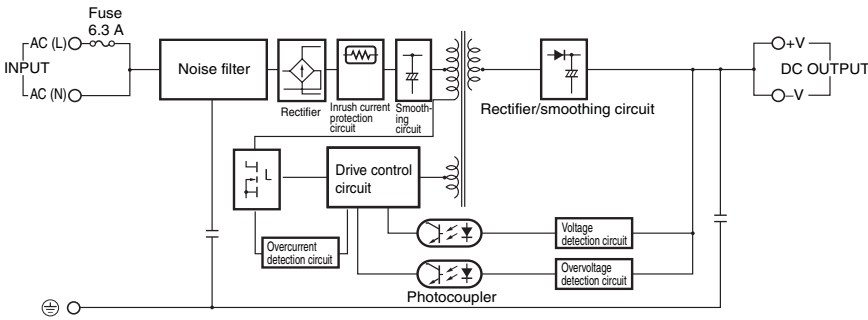 Fuse
6.3 A
AC (L)
INPUT
AC (N)
Noise filter
Rectifier
Inrush current
protection
circuit
Smooth-
ing
circuit
Rectifier/smoothing circuit
+V
DC OUTPUT
–V
L
Drive control
circuit
Overcurrent
detection circuit
Voltage
detection circuit
Overvoltage
detection circuit
Photocoupler